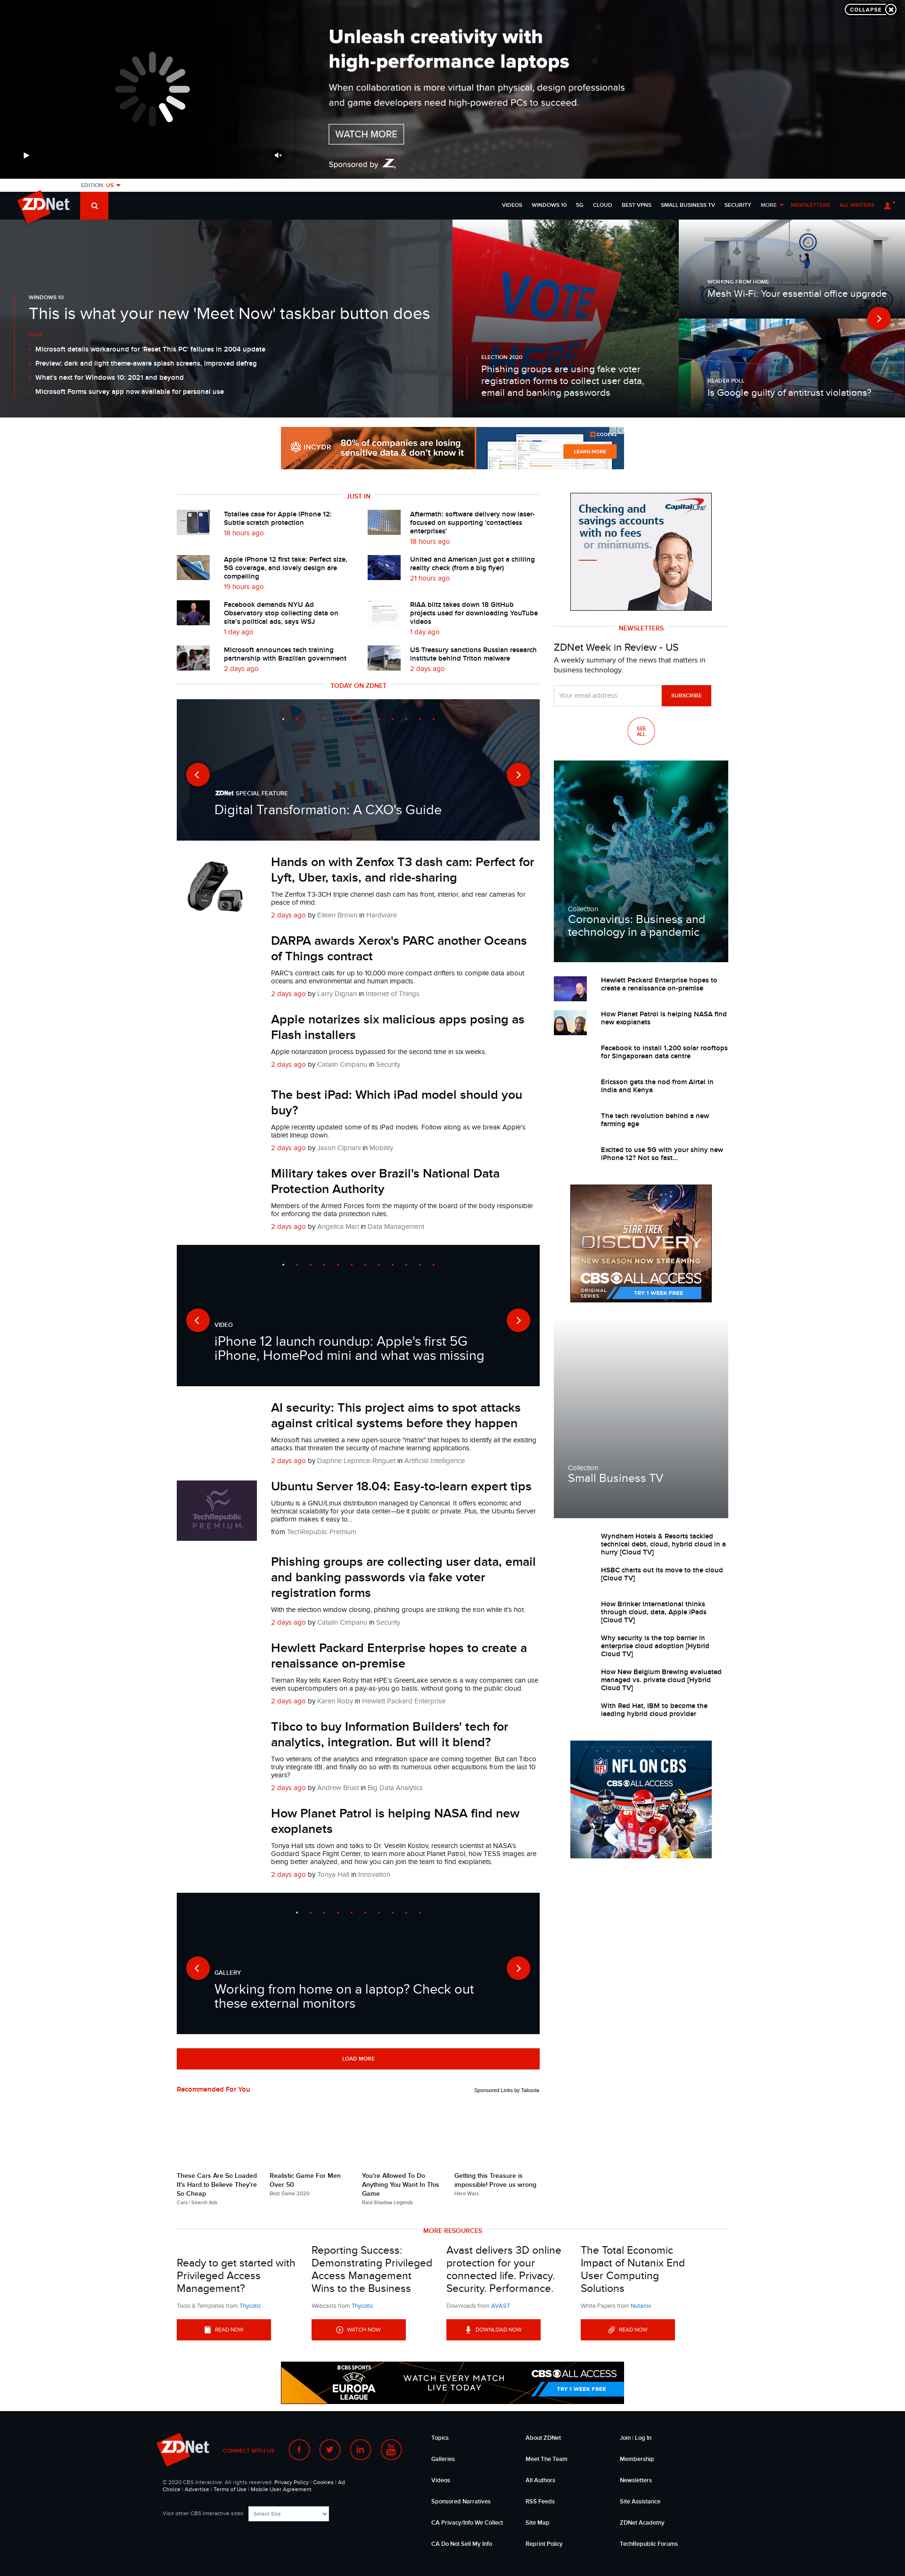 COLLAPSE
Unleash creativity with
high-performance laptops
When collaboration is more virtual than physical, design professionals
and game developers need high-powered PCs to succeed.
WATCH MORE
Sponsored by Z
EDITION: US
ZDNet
VIDEOS WINDOWS 10 5G CLOUD BEST VPNS SMALL BUSINESS TV SECURITY MORE NEWSLETTERS ALL WRITERS
WINDOWS 10
This is what your new 'Meet Now' taskbar button does
PLUS
Microsoft details workaround for 'Reset This PC' failures in 2004 update
Preview: dark and light theme-aware splash screens, improved defrag
What's next for Windows 10: 2021 and beyond
Microsoft Forms survey app now available for personal use
VOTE
HERE
ELECTION 2020
Phishing groups are using fake voter
registration forms to collect user data,
email and banking passwords
WORKING FROM HOME
Mesh Wi-Fi: Your essential office upgrade
READER POLL
Is Google guilty of antitrust violations?
INCYDR
80% of companies are losing
sensitive data & don't know it
CODE42
LEARN MORE
JUST IN
Totallee case for Apple iPhone 12:
Subtle scratch protection
18 hours ago
Aftermath: software delivery now laser-
focused on supporting 'contactless
enterprises'
18 hours ago
Apple iPhone 12 first take: Perfect size,
5G coverage, and lovely design are
compelling
19 hours ago
United and American just got a chilling
reality check (from a big flyer)
21 hours ago
Facebook demands NYU Ad
Observatory stop collecting data on
site's political ads, says WSJ
1 day ago
RIAA blitz takes down 18 GitHub
projects used for downloading YouTube
videos
1 day ago
Microsoft announces tech training
partnership with Brazilian government
2 days ago
US Treasury sanctions Russian research
institute behind Triton malware
2 days ago
Checking and
savings accounts
with no fees
or minimums.
Capital One
NEWSLETTERS
ZDNet Week in Review - US
A weekly summary of the news that matters in
business technology.
Your email address
SUBSCRIBE
SEE
ALL
TODAY ON ZDNET
ZDNet SPECIAL FEATURE
Digital Transformation: A CXO's Guide
Hands on with Zenfox T3 dash cam: Perfect for
Lyft, Uber, taxis, and ride-sharing
The Zenfox T3-3CH triple channel dash cam has front, interior, and rear cameras for
peace of mind.
2 days ago by Eileen Brown in Hardware
DARPA awards Xerox's PARC another Oceans
of Things contract
PARC's contract calls for up to 10,000 more compact drifters to compile data about
oceans and environmental and human impacts.
2 days ago by Larry Dignan in Internet of Things
Apple notarizes six malicious apps posing as
Flash installers
Apple notarization process bypassed for the second time in six weeks.
2 days ago by Catalin Cimpanu in Security
The best iPad: Which iPad model should you
buy?
Apple recently updated some of its iPad models. Follow along as we break Apple's
tablet lineup down.
2 days ago by Jason Cipriani in Mobility
Military takes over Brazil's National Data
Protection Authority
Members of the Armed Forces form the majority of the board of the body responsible
for enforcing the data protection rules.
2 days ago by Angelica Mari in Data Management
Collection
Coronavirus: Business and
technology in a pandemic
Hewlett Packard Enterprise hopes to
create a renaissance on-premise
How Planet Patrol is helping NASA find
new exoplanets
Facebook to install 1,200 solar rooftops
for Singaporean data centre
Ericsson gets the nod from Airtel in
India and Kenya
The tech revolution behind a new
farming age
Excited to use 5G with your shiny new
iPhone 12? Not so fast...
STAR TREK
DISCOVERY
NEW SEASON NOW STREAMING
CBS ALL ACCESS
ORIGINAL
SERIES
TRY 1 WEEK FREE
VIDEO
iPhone 12 launch roundup: Apple's first 5G
iPhone, HomePod mini and what was missing
AI security: This project aims to spot attacks
against critical systems before they happen
Microsoft has unveiled a new open-source "matrix" that hopes to identify all the existing
attacks that threaten the security of machine learning applications.
2 days ago by Daphne Leprince-Ringuet in Artificial Intelligence
TechRepublic
PREMIUM.
Ubuntu Server 18.04: Easy-to-learn expert tips
Ubuntu is a GNU/Linux distribution managed by Canonical. It offers economic and
technical scalability for your data center—be it public or private. Plus, the Ubuntu Server
platform makes it easy to...
from TechRepublic Premium
Phishing groups are collecting user data, email
and banking passwords via fake voter
registration forms
With the election window closing, phishing groups are striking the iron while it's hot.
2 days ago by Catalin Cimpanu in Security
Hewlett Packard Enterprise hopes to create a
renaissance on-premise
Tiernan Ray tells Karen Roby that HPE's GreenLake service is a way companies can use
even supercomputers on a pay-as-you go basis, without going to the public cloud.
2 days ago by Karen Roby in Hewlett Packard Enterprise
Tibco to buy Information Builders' tech for
analytics, integration. But will it blend?
Two veterans of the analytics and integration space are coming together. But can Tibco
truly integrate IBI, and finally do so with its numerous other acquisitions from the last 10
years?
2 days ago by Andrew Brust in Big Data Analytics
How Planet Patrol is helping NASA find new
exoplanets
Tonya Hall sits down and talks to Dr. Veselin Kostov, research scientist at NASA's
Goddard Space Flight Center, to learn more about Planet Patrol, how TESS images are
being better analyzed, and how you can join the team to find exoplanets.
2 days ago by Tonya Hall in Innovation
Collection
Small Business TV
Wyndham Hotels & Resorts tackled
technical debt, cloud, hybrid cloud in a
hurry [Cloud TV]
HSBC charts out its move to the cloud
[Cloud TV]
How Brinker International thinks
through cloud, data, Apple iPads
[Cloud TV]
Why security is the top barrier in
enterprise cloud adoption [Hybrid
Cloud TV]
How New Belgium Brewing evaluated
managed vs. private cloud [Hybrid
Cloud TV]
With Red Hat, IBM to become the
leading hybrid cloud provider
NFL ON CBS
CBS ALL ACCESS
15
GALLERY
Working from home on a laptop? Check out
these external monitors
LOAD MORE
Recommended For You
Sponsored Links by Taboola
These Cars Are So Loaded
It's Hard to Believe They're
So Cheap
Cars | Search Ads
Realistic Game For Men
Over 50
Best Game 2020
You're Allowed To Do
Anything You Want In This
Game
Raid Shadow Legends
Getting this Treasure is
impossible! Prove us wrong
Hero Wars
MORE RESOURCES
Ready to get started with
Privileged Access
Management?
Tools & Templates from Thycotic
READ NOW
Reporting Success:
Demonstrating Privileged
Access Management
Wins to the Business
Webcasts from Thycotic
WATCH NOW
Avast delivers 3D online
protection for your
connected life. Privacy.
Security. Performance.
Downloads from AVAST
DOWNLOAD NOW
The Total Economic
Impact of Nutanix End
User Computing
Solutions
White Papers from Nutanix
READ NOW
CBS SPORTS
UEFA
EUROPA
LEAGUE
WATCH EVERY MATCH
LIVE TODAY
CBS ALL ACCESS
TRY 1 WEEK FREE
ZDNet
CONNECT WITH US
© 2020 CBS Interactive. All rights reserved. Privacy Policy | Cookies | Ad
Choice | Advertise | Terms of Use | Mobile User Agreement
Visit other CBS Interactive sites: Select Site
Topics
Galleries
Videos
Sponsored Narratives
CA Privacy/Info We Collect
CA Do Not Sell My Info
About ZDNet
Meet The Team
All Authors
RSS Feeds
Site Map
Reprint Policy
Join | Log In
Membership
Newsletters
Site Assistance
ZDNet Academy
TechRepublic Forums